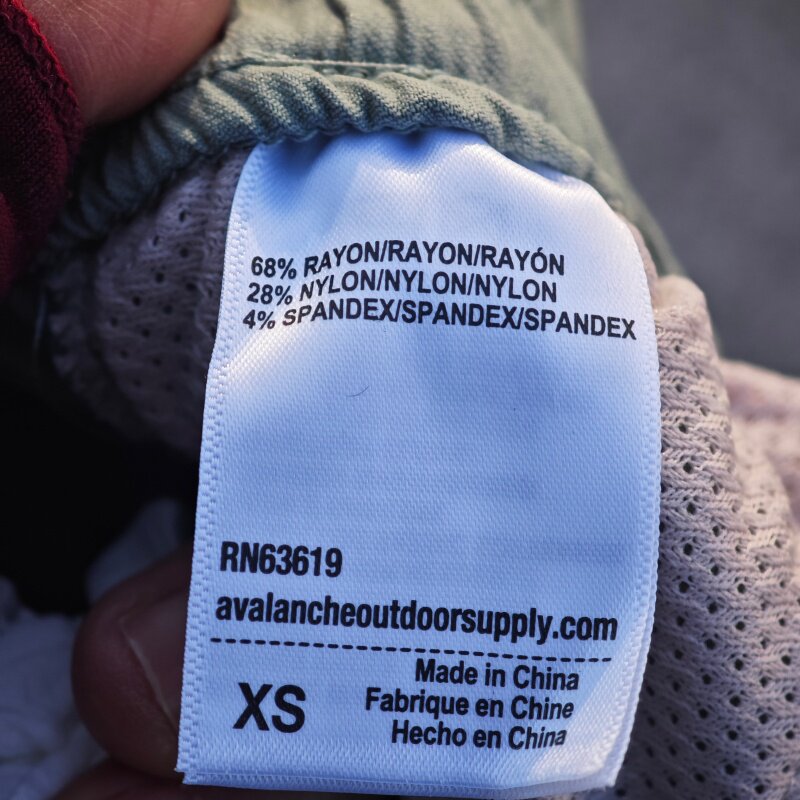 68% RAYON/RAYON/RAYÓN
28% NYLON/NYLON/NYLON
4% SPANDEX/SPANDEX/SPANDEX
RN63619
avalancheoutdoorsupply.com
XS
Made in China
Fabrique en Chine
Hecho en China